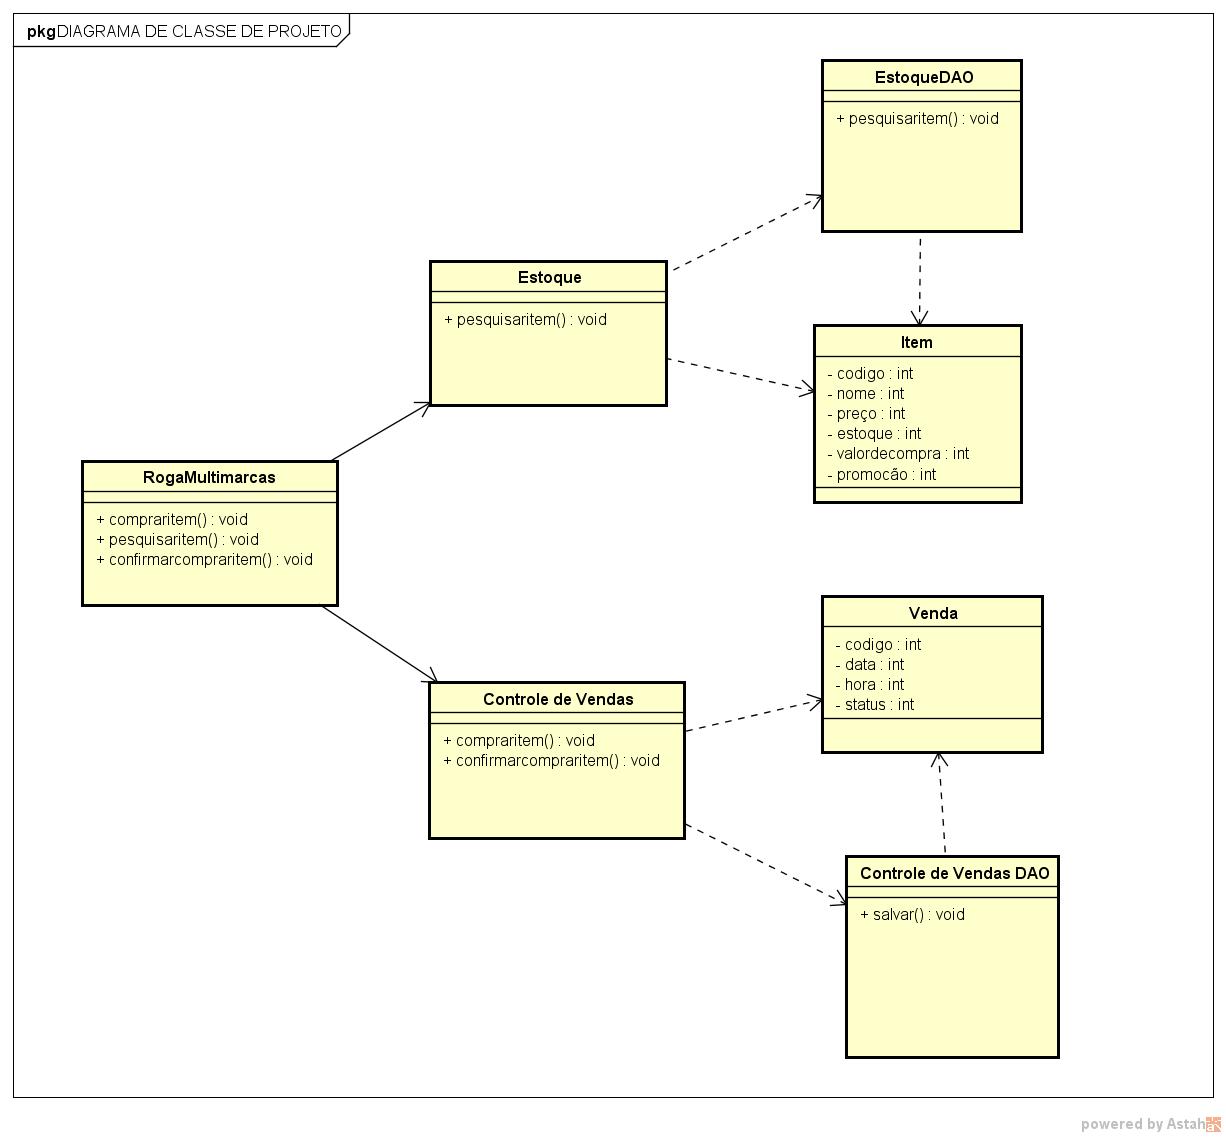 pkg DIAGRAMA DE CLASSE DE PROJETO
EstoqueDAO
+ pesquisaritem() : void
Estoque
+ pesquisaritem() : void
Item
- codigo : int
- nome : int
- preço : int
- estoque : int
- valordecompra : int
- promocão : int
RogaMultimarcas
+ compraritem() : void
+ pesquisaritem() : void
+ confirmarcompraritem() : void
Venda
- codigo : int
- data : int
- hora : int
- status : int
Controle de Vendas
+ compraritem() : void
+ confirmarcompraritem() : void
Controle de Vendas DAO
+ salvar() : void
powered by Astah